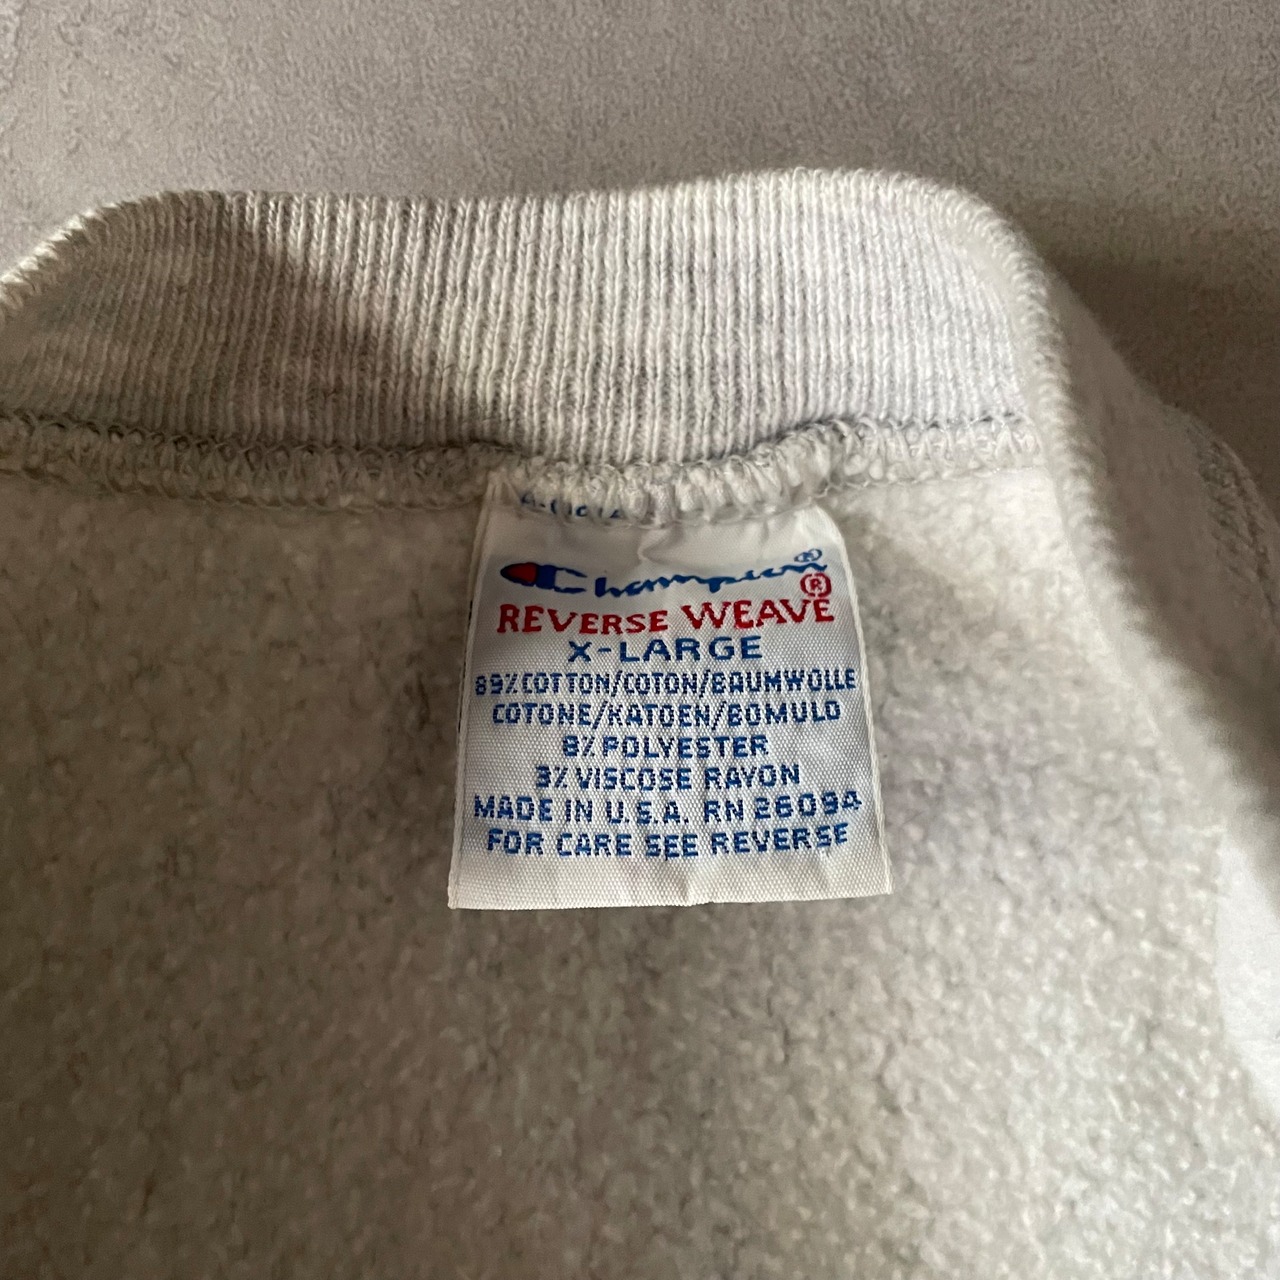 Champion®
REVERSE WEAVE®
X-LARGE
89% COTTON/COTON/BAUMWOLLE
COTONE/KATOEN/BOMULD
8% POLYESTER
3% VISCOSE RAYON
MADE IN U.S.A. RN 26094
FOR CARE SEE REVERSE